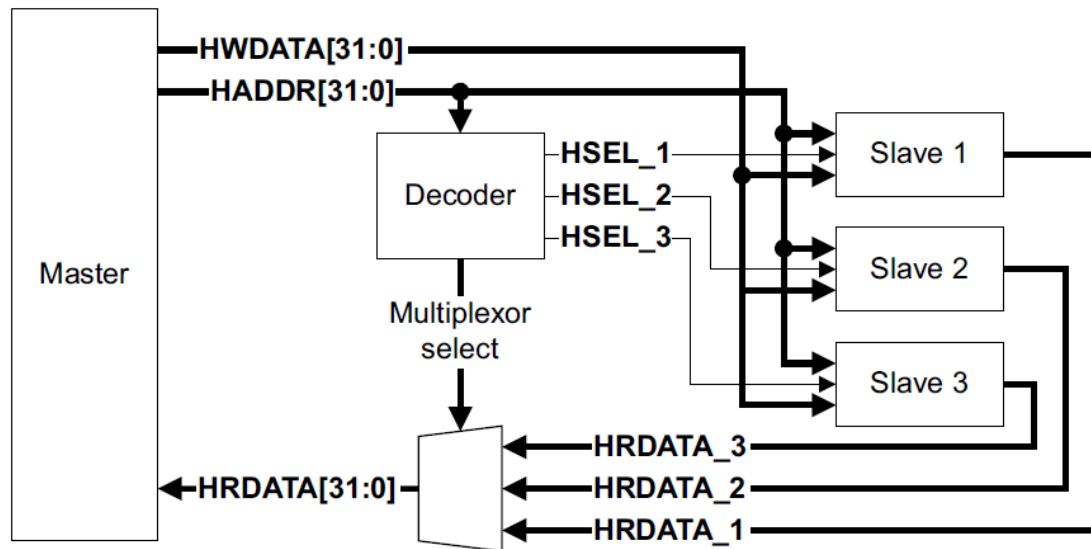 HWDATA[31:0]
HADDR[31:0]
HSEL_1
Slave 1
Decoder
HSEL_2
HSEL_3
Master
Slave 2
Multiplexor
select
Slave 3
HRDATA_3
HRDATA[31:0]
HRDATA_2
HRDATA_1